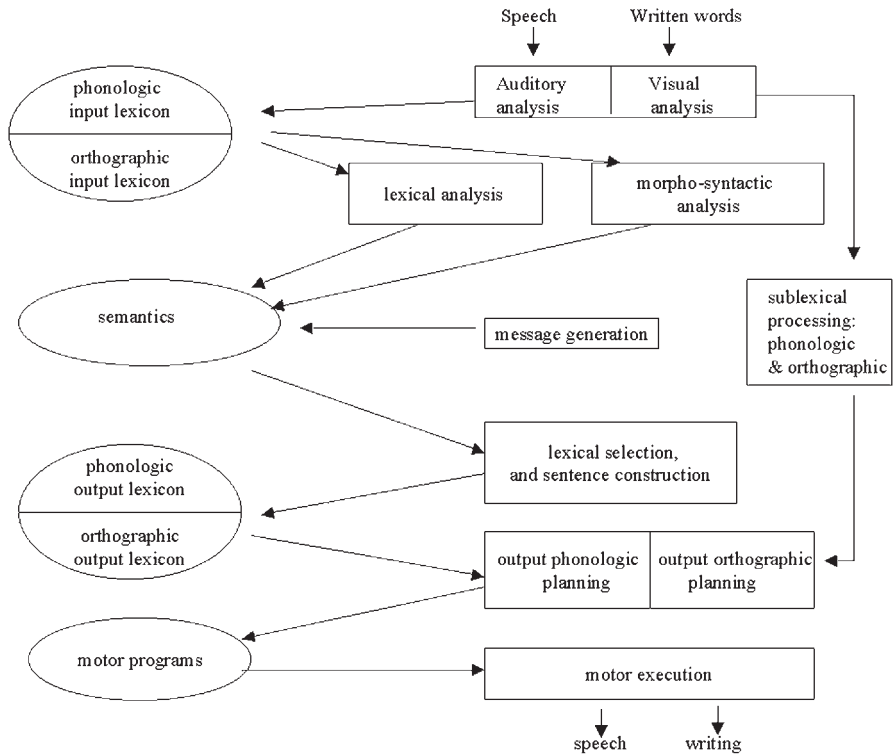 Speech
Written words
phonologic
input lexicon
orthographic
input lexicon
Auditory
analysis
Visual
analysis
lexical analysis
morpho-syntactic
analysis
semantics
message generation
sublexical
processing:
phonologic
& orthographic
lexical selection,
and sentence construction
phonologic
output lexicon
orthographic
output lexicon
output phonologic
planning
output orthographic
planning
motor programs
motor execution
speech
writing